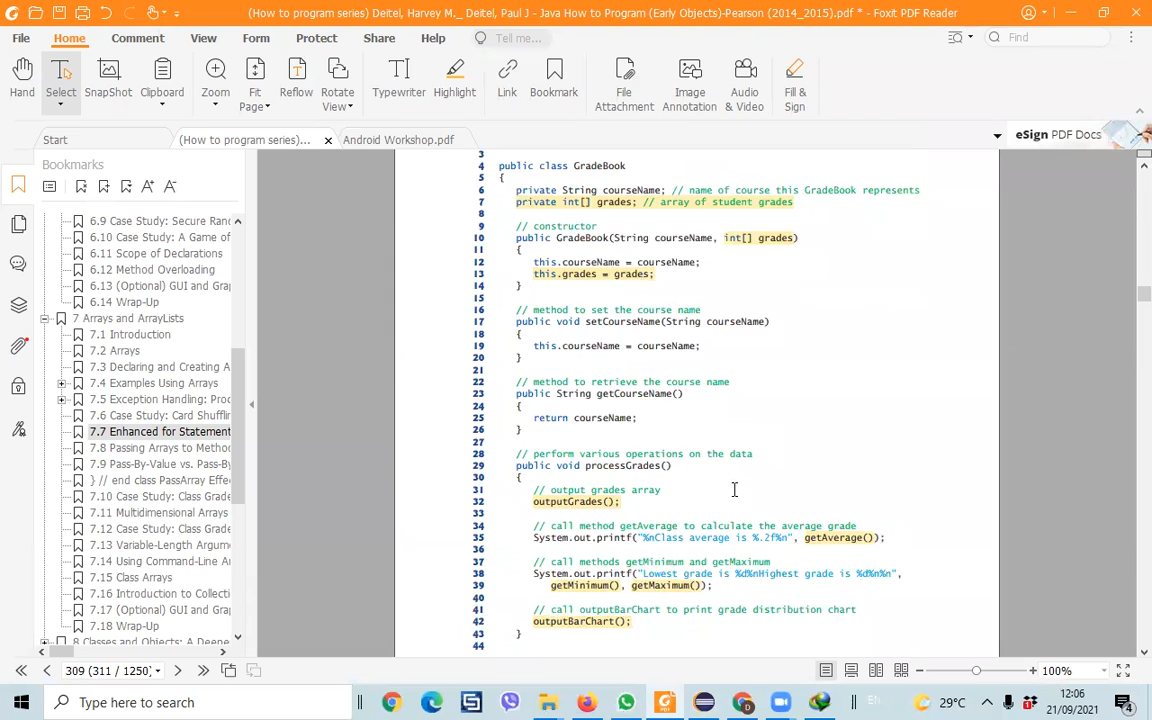 (How to program series) Deitel, Harvey M._ Deitel, Paul J - Java How to Program (Early Objects)-Pearson (2014_2015).pdf * - Foxit PDF Reader
File Home Comment View Form Protect Share Help Tell me... Find
Hand Select SnapShot Clipboard Zoom Fit Page Reflow Rotate View Typewriter Highlight Link Bookmark File Attachment Image Annotation Audio & Video Fill & Sign
Start (How to program series)... Android Workshop.pdf eSign PDF Docs
Bookmarks
6.9 Case Study: Secure Ran
6.10 Case Study: A Game of
6.11 Scope of Declarations
6.12 Method Overloading
6.13 (Optional) GUI and Gra
6.14 Wrap-Up
7 Arrays and ArrayLists
7.1 Introduction
7.2 Arrays
7.3 Declaring and Creating A
7.4 Examples Using Arrays
7.5 Exception Handling: Proc
7.6 Case Study: Card Shuffli
7.7 Enhanced for Statement
7.8 Passing Arrays to Metho
7.9 Pass-By-Value vs. Pass-By
} // end class PassArray Effec
7.10 Case Study: Class Grade
7.11 Multidimensional Arrays
7.12 Case Study: Class Grade
7.13 Variable-Length Argum
7.14 Using Command-Line Ar
7.15 Class Arrays
7.16 Introduction to Collecti
7.17 (Optional) GUI and Gra
7.18 Wrap-Up
8 Classes and Objects: A Deepe
3
4 public class GradeBook
5 {
6 private String courseName; // name of course this GradeBook represents
7 private int[] grades; // array of student grades
8
9 // constructor
10 public GradeBook(String courseName, int[] grades)
11 {
12 this.courseName = courseName;
13 this.grades = grades;
14 }
15
16 // method to set the course name
17 public void setCourseName(String courseName)
18 {
19 this.courseName = courseName;
20 }
21
22 // method to retrieve the course name
23 public String getCourseName()
24 {
25 return courseName;
26 }
27
28 // perform various operations on the data
29 public void processGrades()
30 {
31 // output grades array
32 outputGrades();
33
34 // call method getAverage to calculate the average grade
35 System.out.printf("%nClass average is %.2f%n", getAverage());
36
37 // call methods getMinimum and getMaximum
38 System.out.printf("Lowest grade is %d%nHighest grade is %d%n%n",
39 getMinimum(), getMaximum());
40
41 // call outputBarChart to print grade distribution chart
42 outputBarChart();
43 }
44
309 (311 / 1250) 100%
Type here to search EN 29°C 12:06
21/09/2021 4